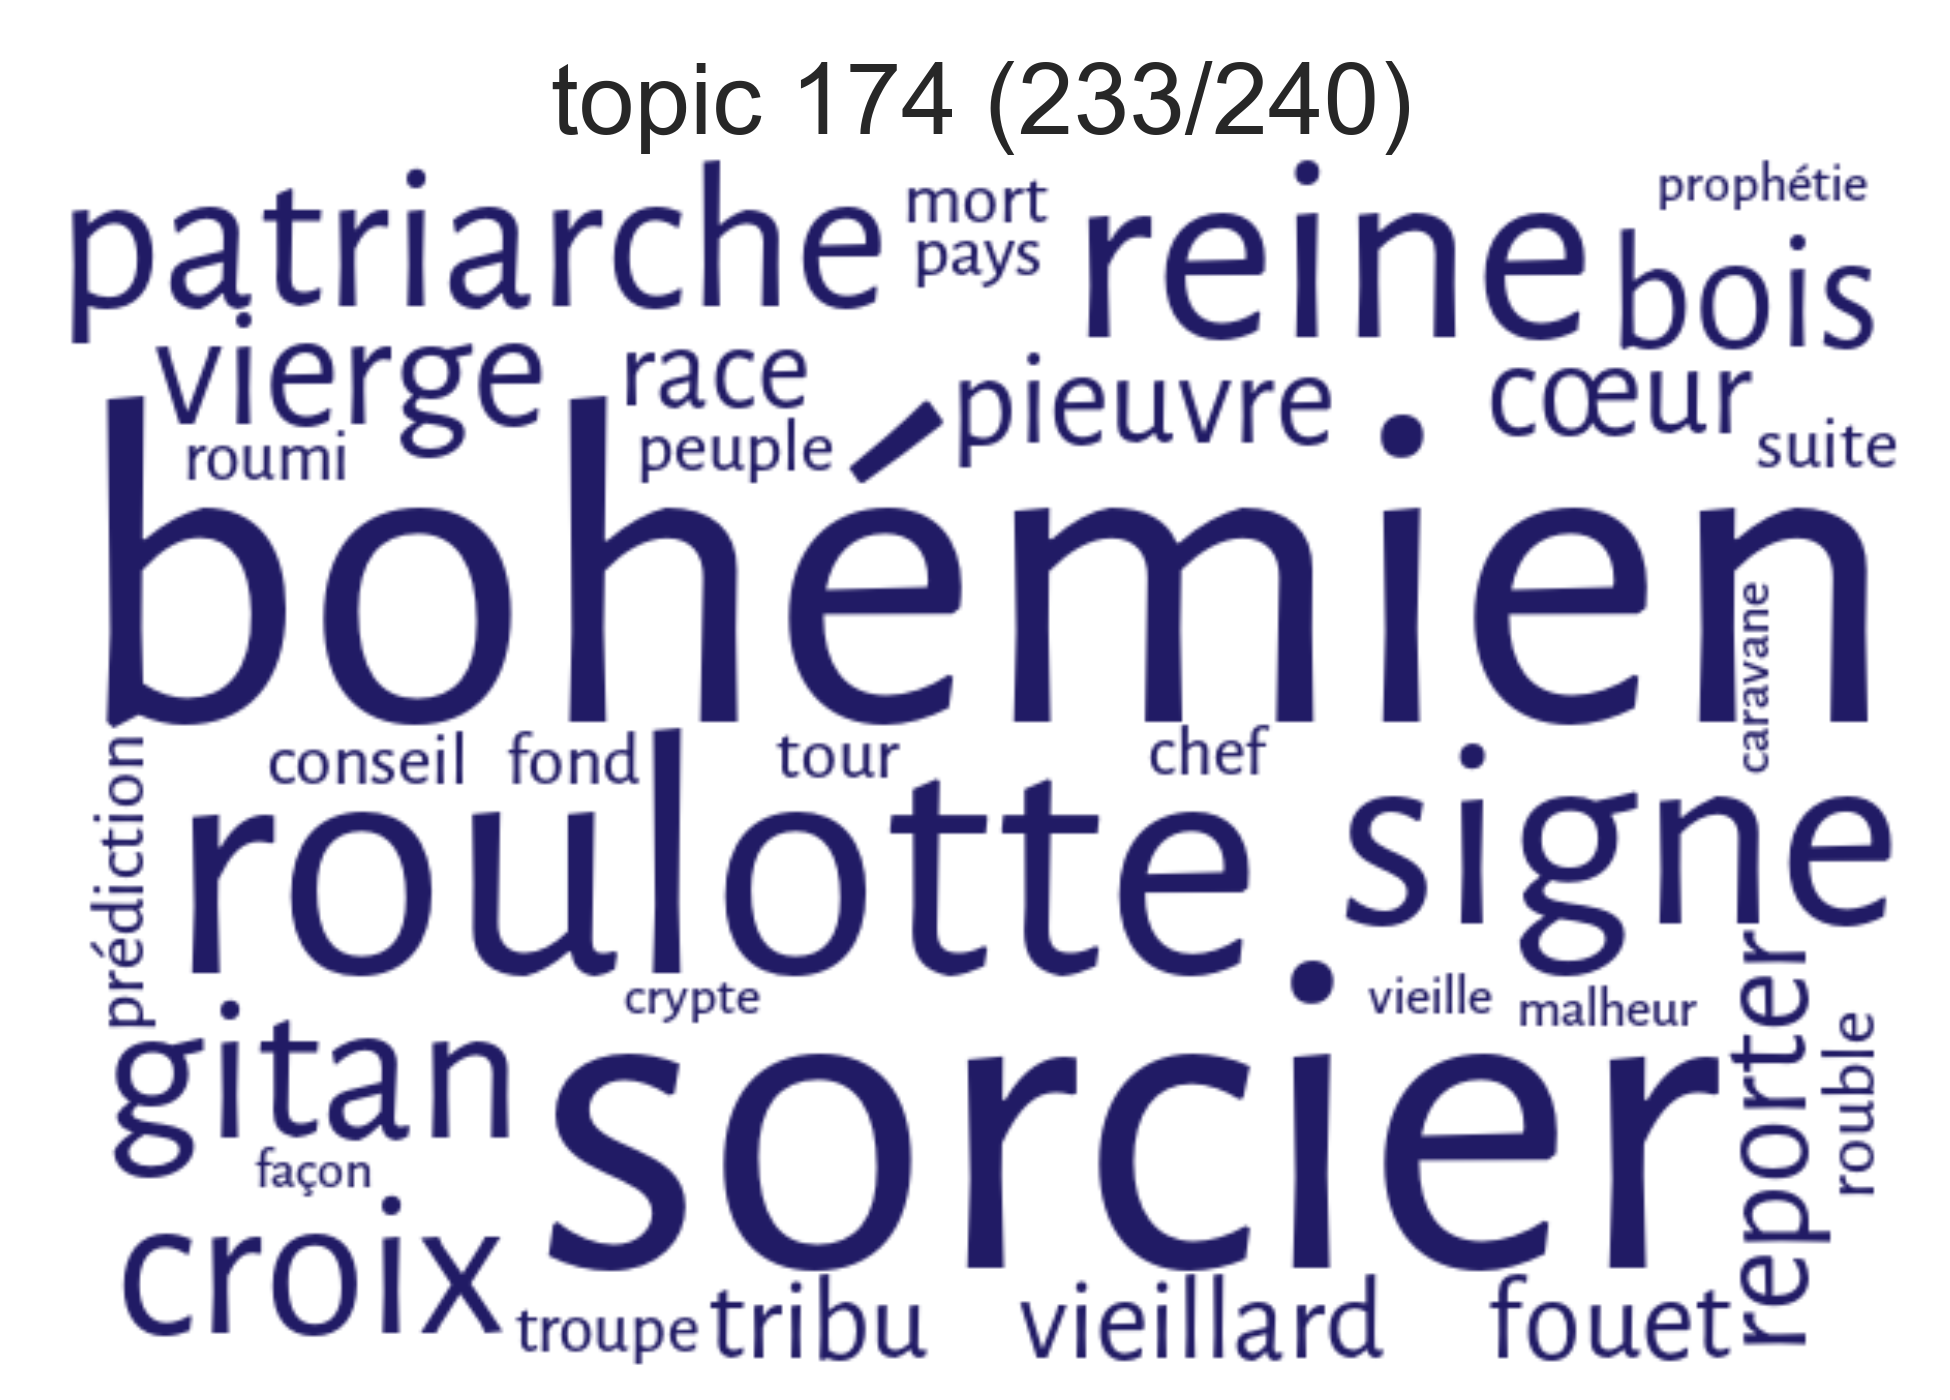 topic 174 (233/240)
patriarche mort reine prophétie
pays bois
vierge race pieuvre cœur
roumi peuple suite
bohémien
caravane
conseil fond tour chef
prédiction roulotte signe
crypte vieille malheur
gitan sorcier reporter rouble
façon
croix
troupe tribu vieillard fouet